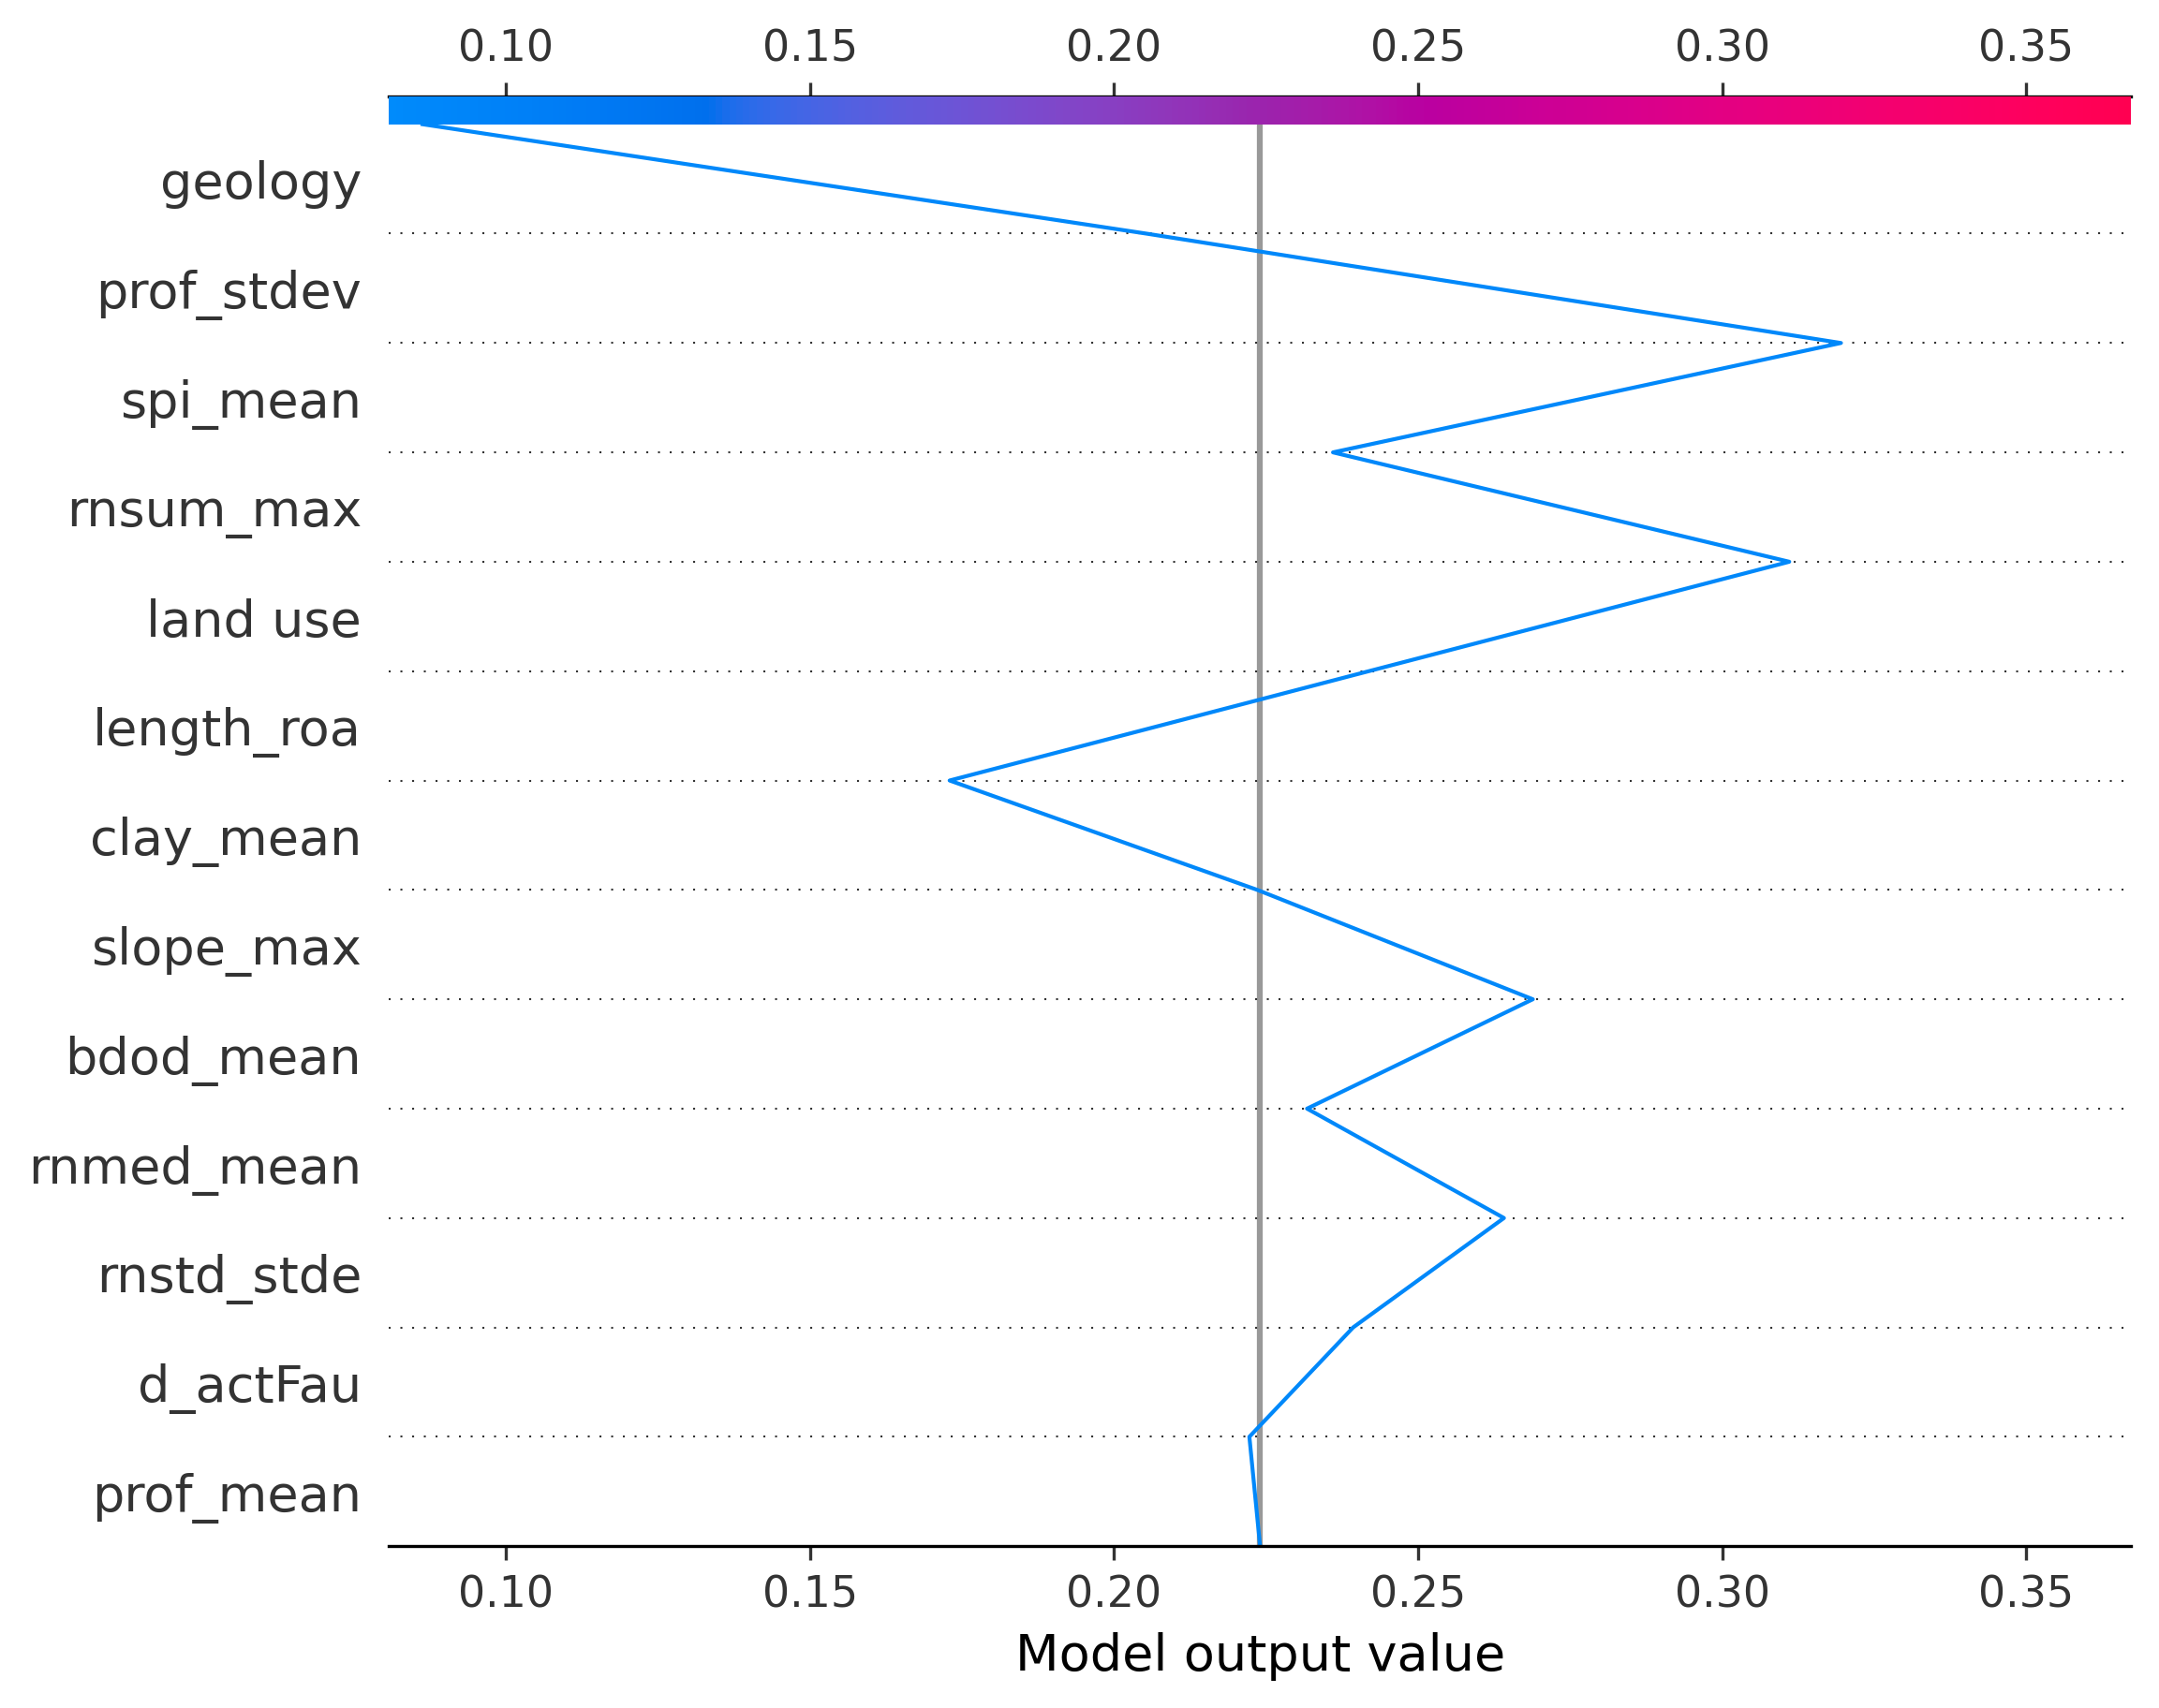 0.10 0.15 0.20 0.25 0.30 0.35
geology
prof_stdev
spi_mean
rnsum_max
land use
length_roa
clay_mean
slope_max
bdod_mean
rnmed_mean
rnstd_stde
d_actFau
prof_mean
0.10 0.15 0.20 0.25 0.30 0.35
Model output value